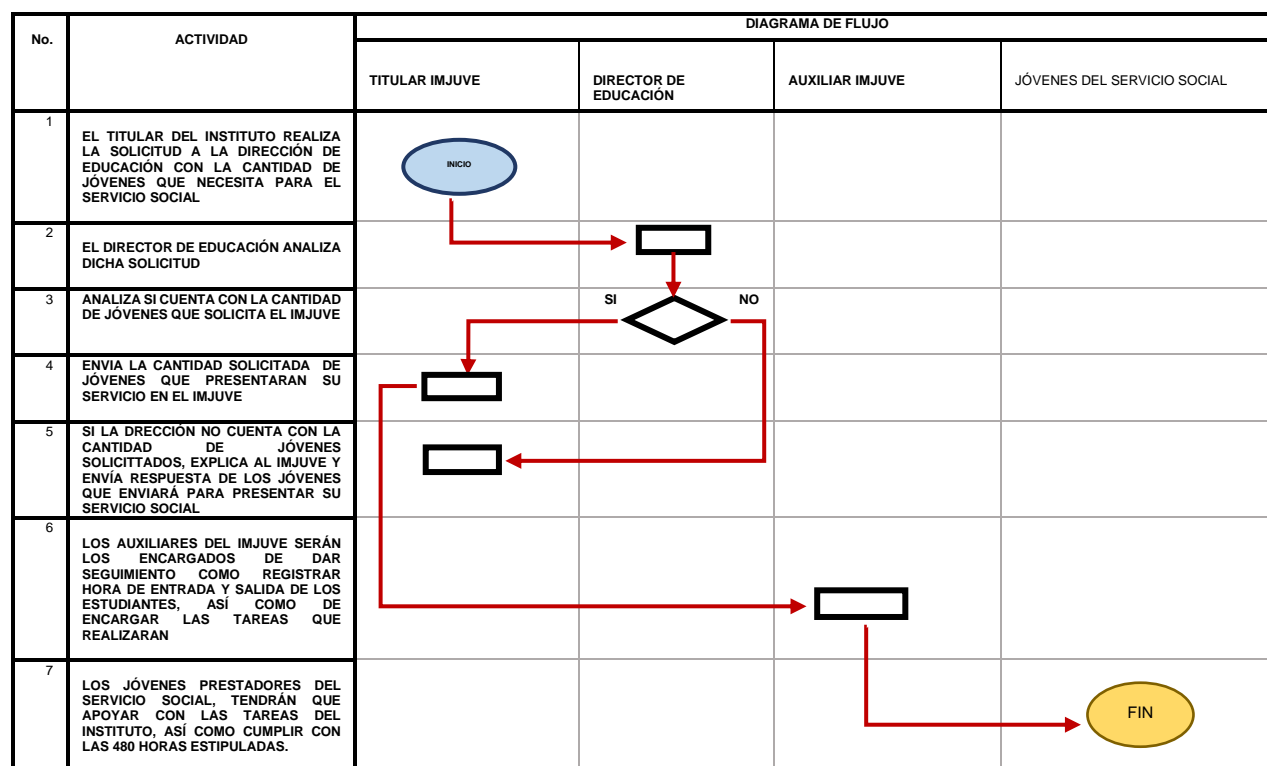 No.
ACTIVIDAD
DIAGRAMA DE FLUJO
TITULAR IMJUVE
DIRECTOR DE
EDUCACIÓN
AUXILIAR IMJUVE
JÓVENES DEL SERVICIO SOCIAL
1
EL TITULAR DEL INSTITUTO REALIZA
LA SOLICITUD A LA DIRECCIÓN DE
EDUCACIÓN CON LA CANTIDAD DE
JÓVENES QUE NECESITA PARA EL
SERVICIO SOCIAL
INICIO
2
EL DIRECTOR DE EDUCACIÓN ANALIZA
DICHA SOLICITUD
3
ANALIZA SI CUENTA CON LA CANTIDAD
DE JÓVENES QUE SOLICITA EL IMJUVE
SI
NO
4
ENVIA LA CANTIDAD SOLICITADA DE
JÓVENES QUE PRESENTARAN SU
SERVICIO EN EL IMJUVE
5
SI LA DRECCIÓN NO CUENTA CON LA
CANTIDAD DE JÓVENES
SOLICITTADOS, EXPLICA AL IMJUVE Y
ENVÍA RESPUESTA DE LOS JÓVENES
QUE ENVIARÁ PARA PRESENTAR SU
SERVICIO SOCIAL
6
LOS AUXILIARES DEL IMJUVE SERÁN
LOS ENCARGADOS DE DAR
SEGUIMIENTO COMO REGISTRAR
HORA DE ENTRADA Y SALIDA DE LOS
ESTUDIANTES, ASÍ COMO DE
ENCARGAR LAS TAREAS QUE
REALIZARAN
7
LOS JÓVENES PRESTADORES DEL
SERVICIO SOCIAL, TENDRÁN QUE
APOYAR CON LAS TAREAS DEL
INSTITUTO, ASÍ COMO CUMPLIR CON
LAS 480 HORAS ESTIPULADAS.
FIN